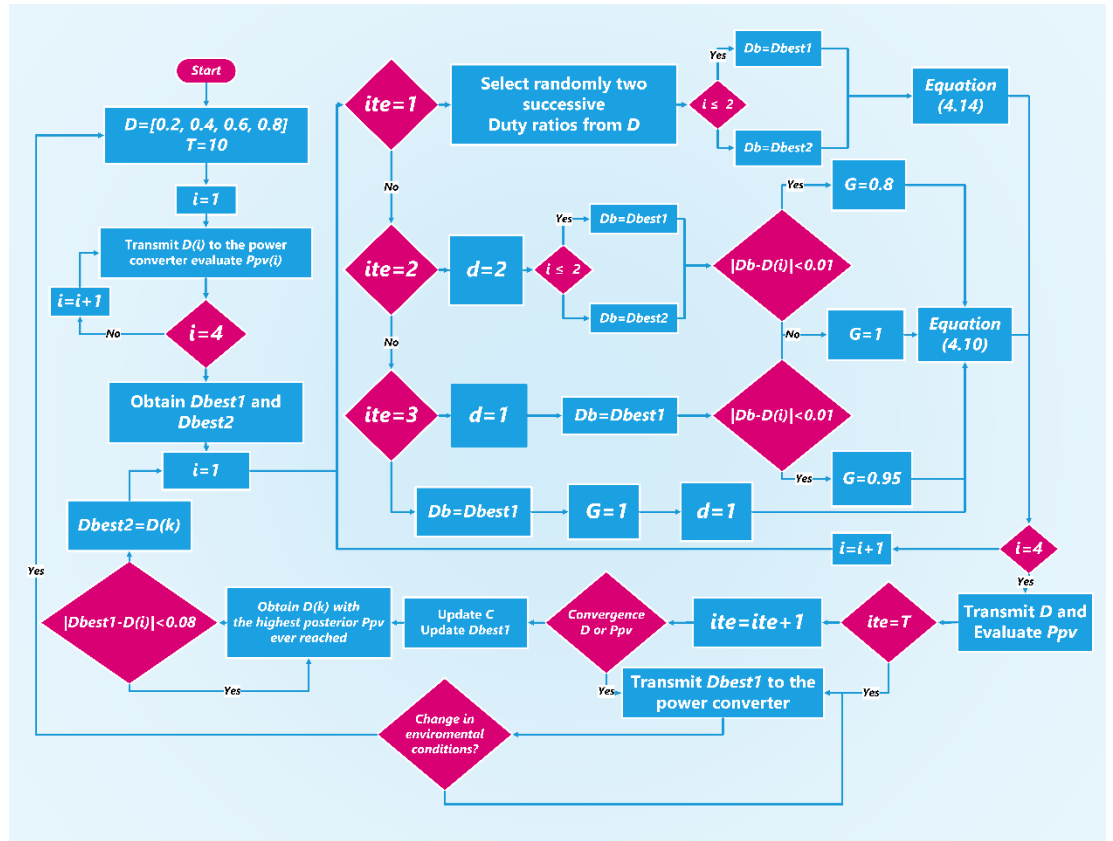 Start
D=[0.2, 0.4, 0.6, 0.8]
T=10
i=1
Transmit D(i) to the power
converter evaluate Ppv(i)
i=i+1
No
i=4
Obtain Dbest1 and
Dbest2
i=1
Dbest2=D(k)
Yes
ite=1
Select randomly two
successive
Duty ratios from D
i ≤ 2
Yes
Db=Dbest1
Db=Dbest2
Equation
(4.14)
No
ite=2
d=2
i ≤ 2
Yes
Db=Dbest1
Db=Dbest2
|Db-D(i)|<0.01
Yes
G=0.8
No
G=1
Equation
(4.10)
No
ite=3
d=1
Db=Dbest1
|Db-D(i)|<0.01
Yes
G=0.95
Db=Dbest1
G=1
d=1
i=i+1
i=4
Yes
Transmit D and
Evaluate Ppv
ite=T
Yes
ite=ite+1
Convergence
D or Ppv
Yes
Update C
Update Dbest1
Obtain D(k) with
the highest posterior Ppv
ever reached
|Dbest1-D(i)|<0.08
Yes
Transmit Dbest1 to the
power converter
Change in
enviromental
conditions?